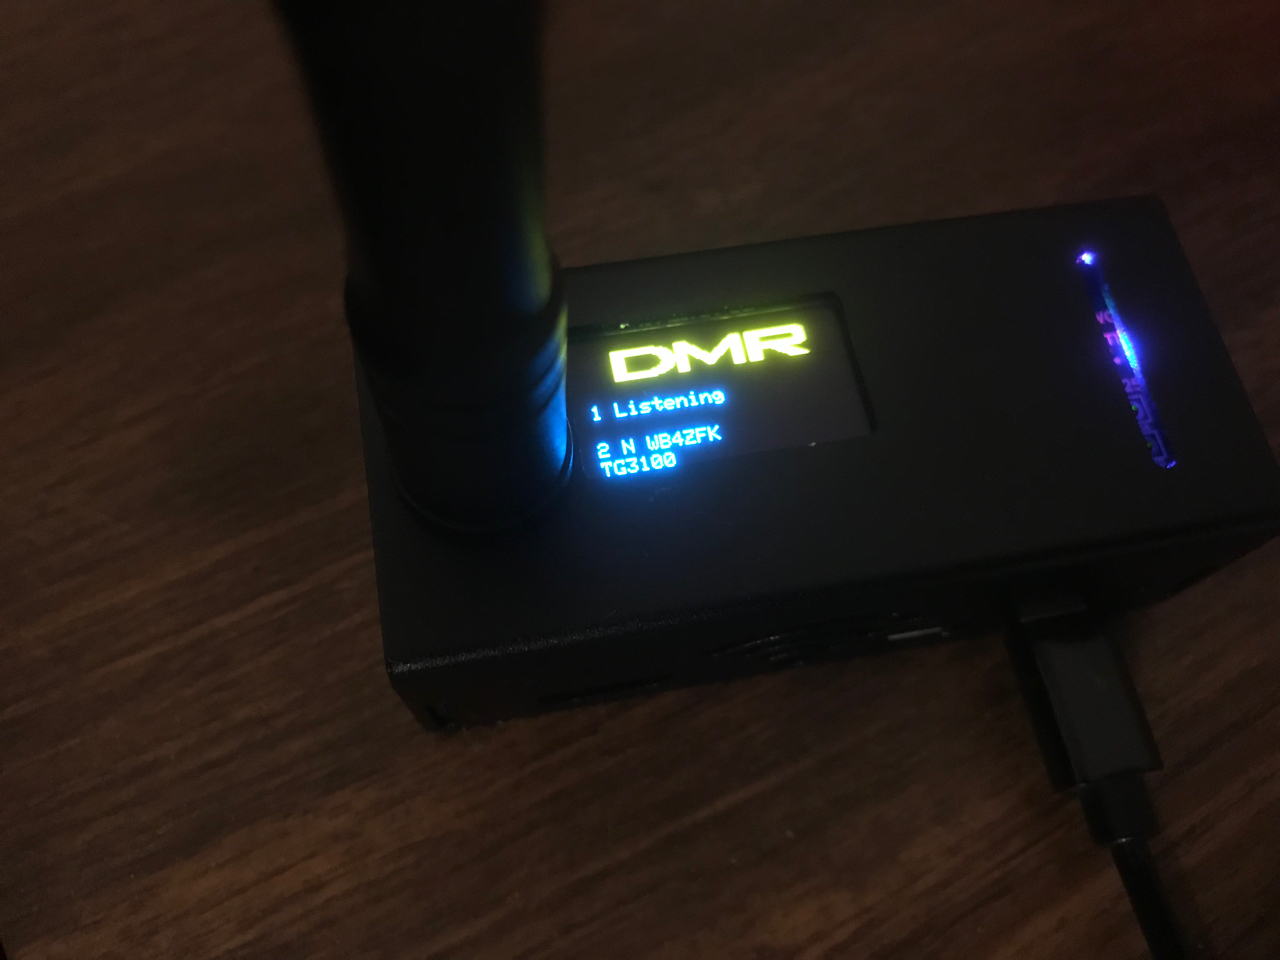 DMR
1 Listening
2 N WB4ZFK
TG3100